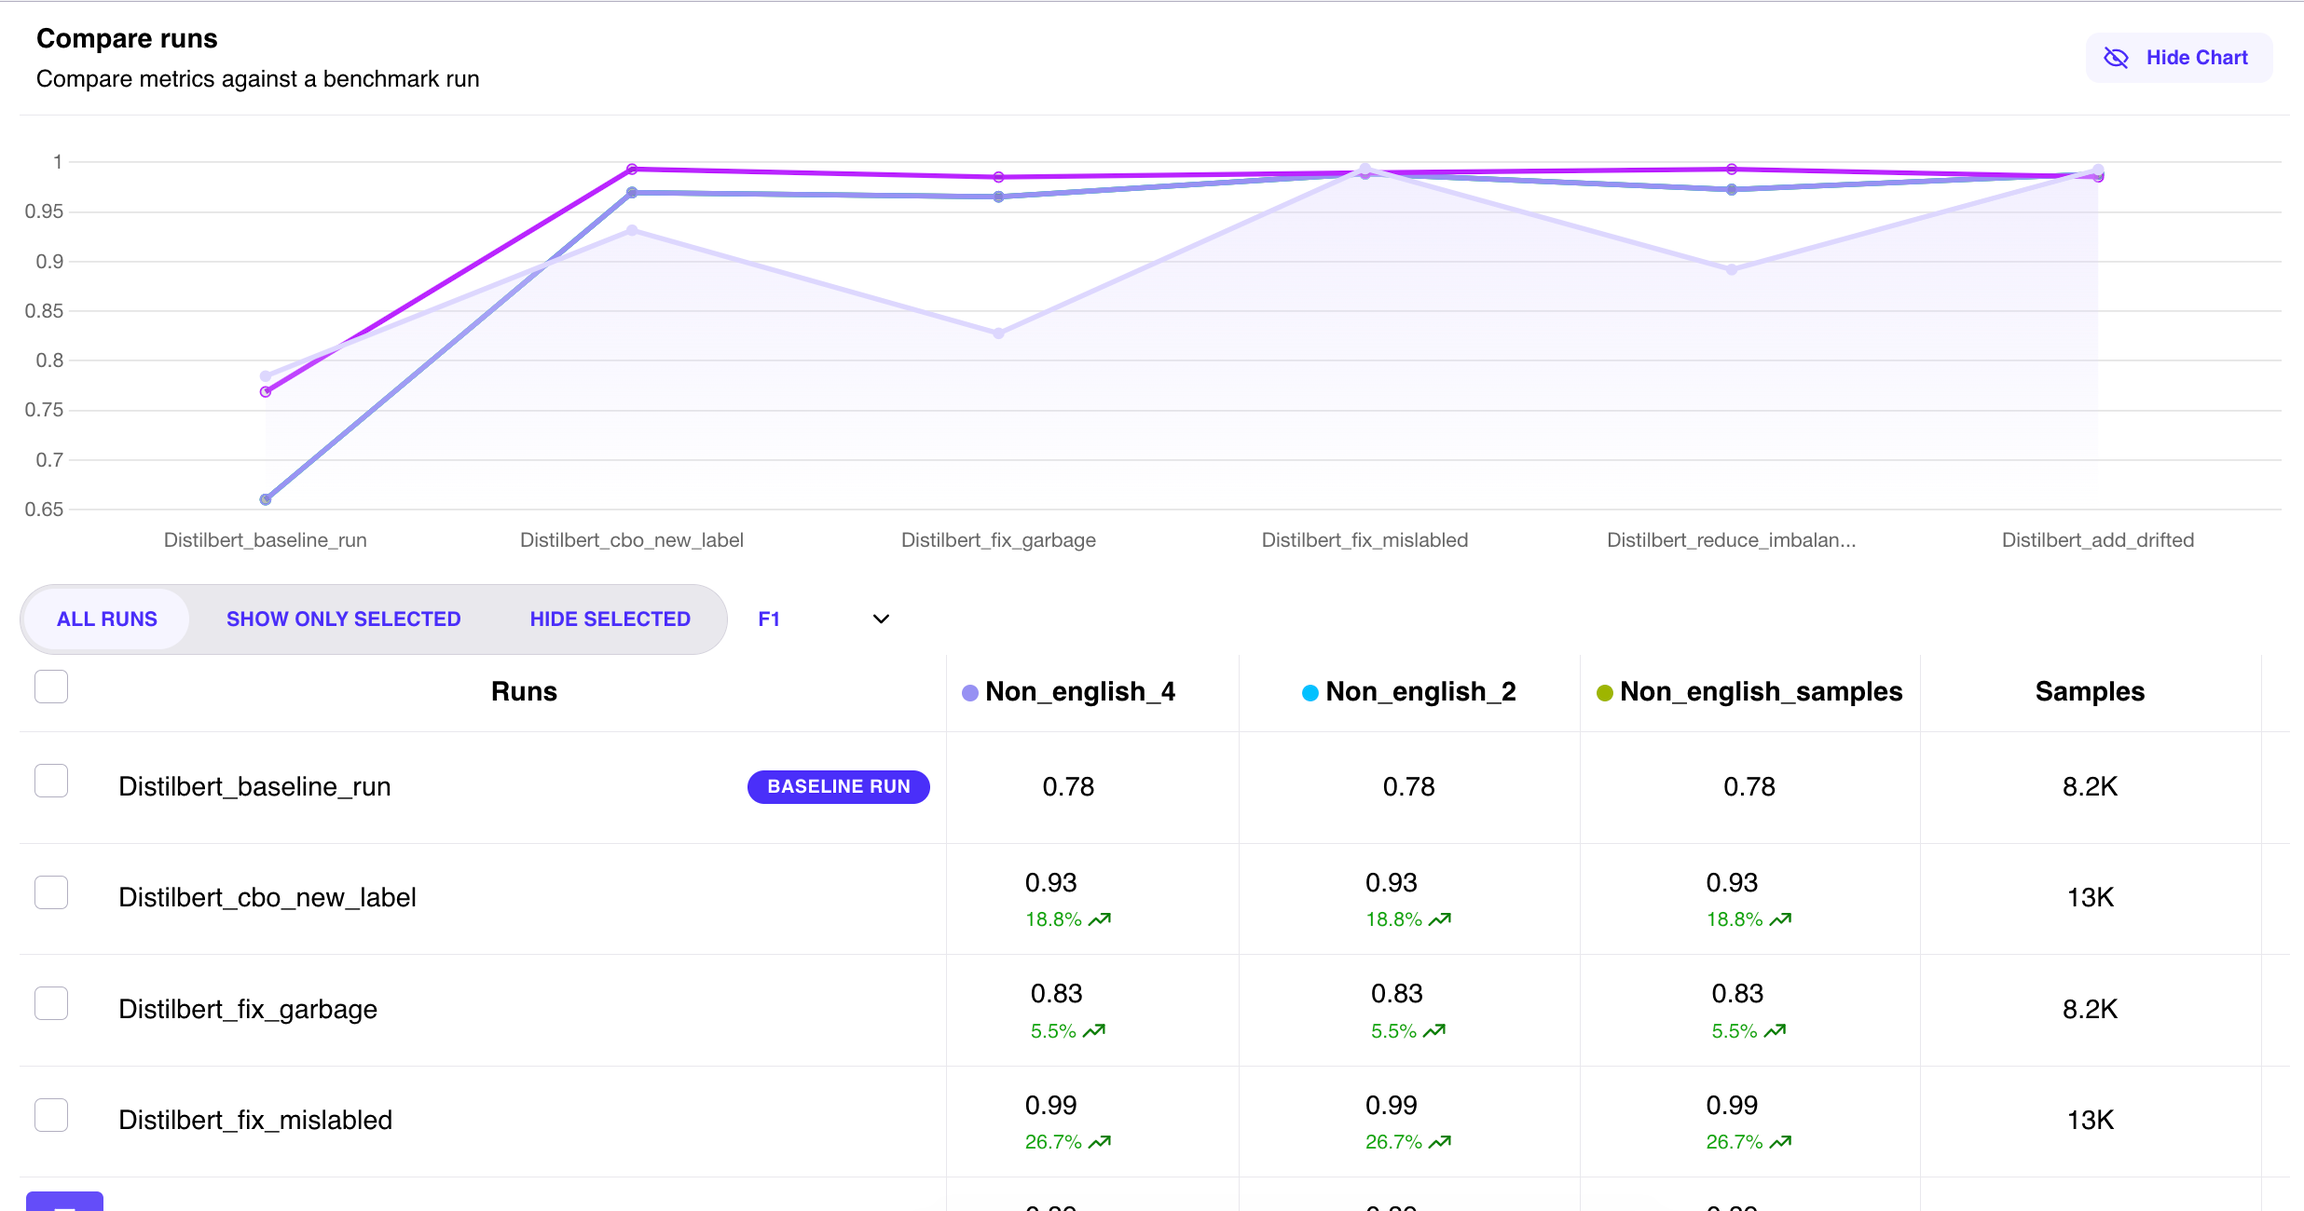 Compare runs
Compare metrics against a benchmark run
Hide Chart
1
0.95
0.9
0.85
0.8
0.75
0.7
0.65
Distilbert_baseline_run Distilbert_cbo_new_label Distilbert_fix_garbage Distilbert_fix_mislabled Distilbert_reduce_imbalan... Distilbert_add_drifted
ALL RUNS SHOW ONLY SELECTED HIDE SELECTED F1
Runs Non_english_4 Non_english_2 Non_english_samples Samples
Distilbert_baseline_run BASELINE RUN 0.78 0.78 0.78 8.2K
Distilbert_cbo_new_label 0.93 0.93 0.93 13K
18.8% 18.8% 18.8%
Distilbert_fix_garbage 0.83 0.83 0.83 8.2K
5.5% 5.5% 5.5%
Distilbert_fix_mislabled 0.99 0.99 0.99 13K
26.7% 26.7% 26.7%